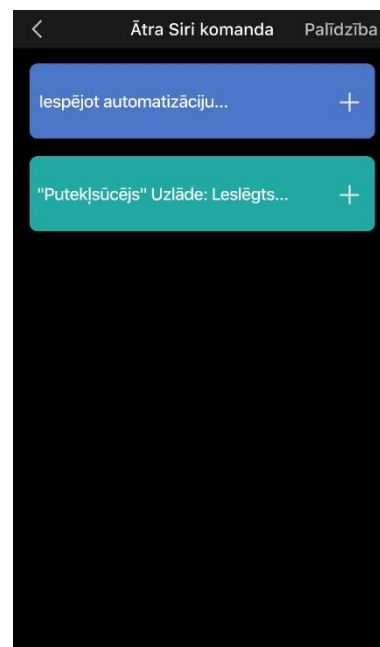 Ātra Siri komanda Palīdzība
Iespējot automatizāciju...
"Putekļsūcējs" Uzlāde: Leslēgts...